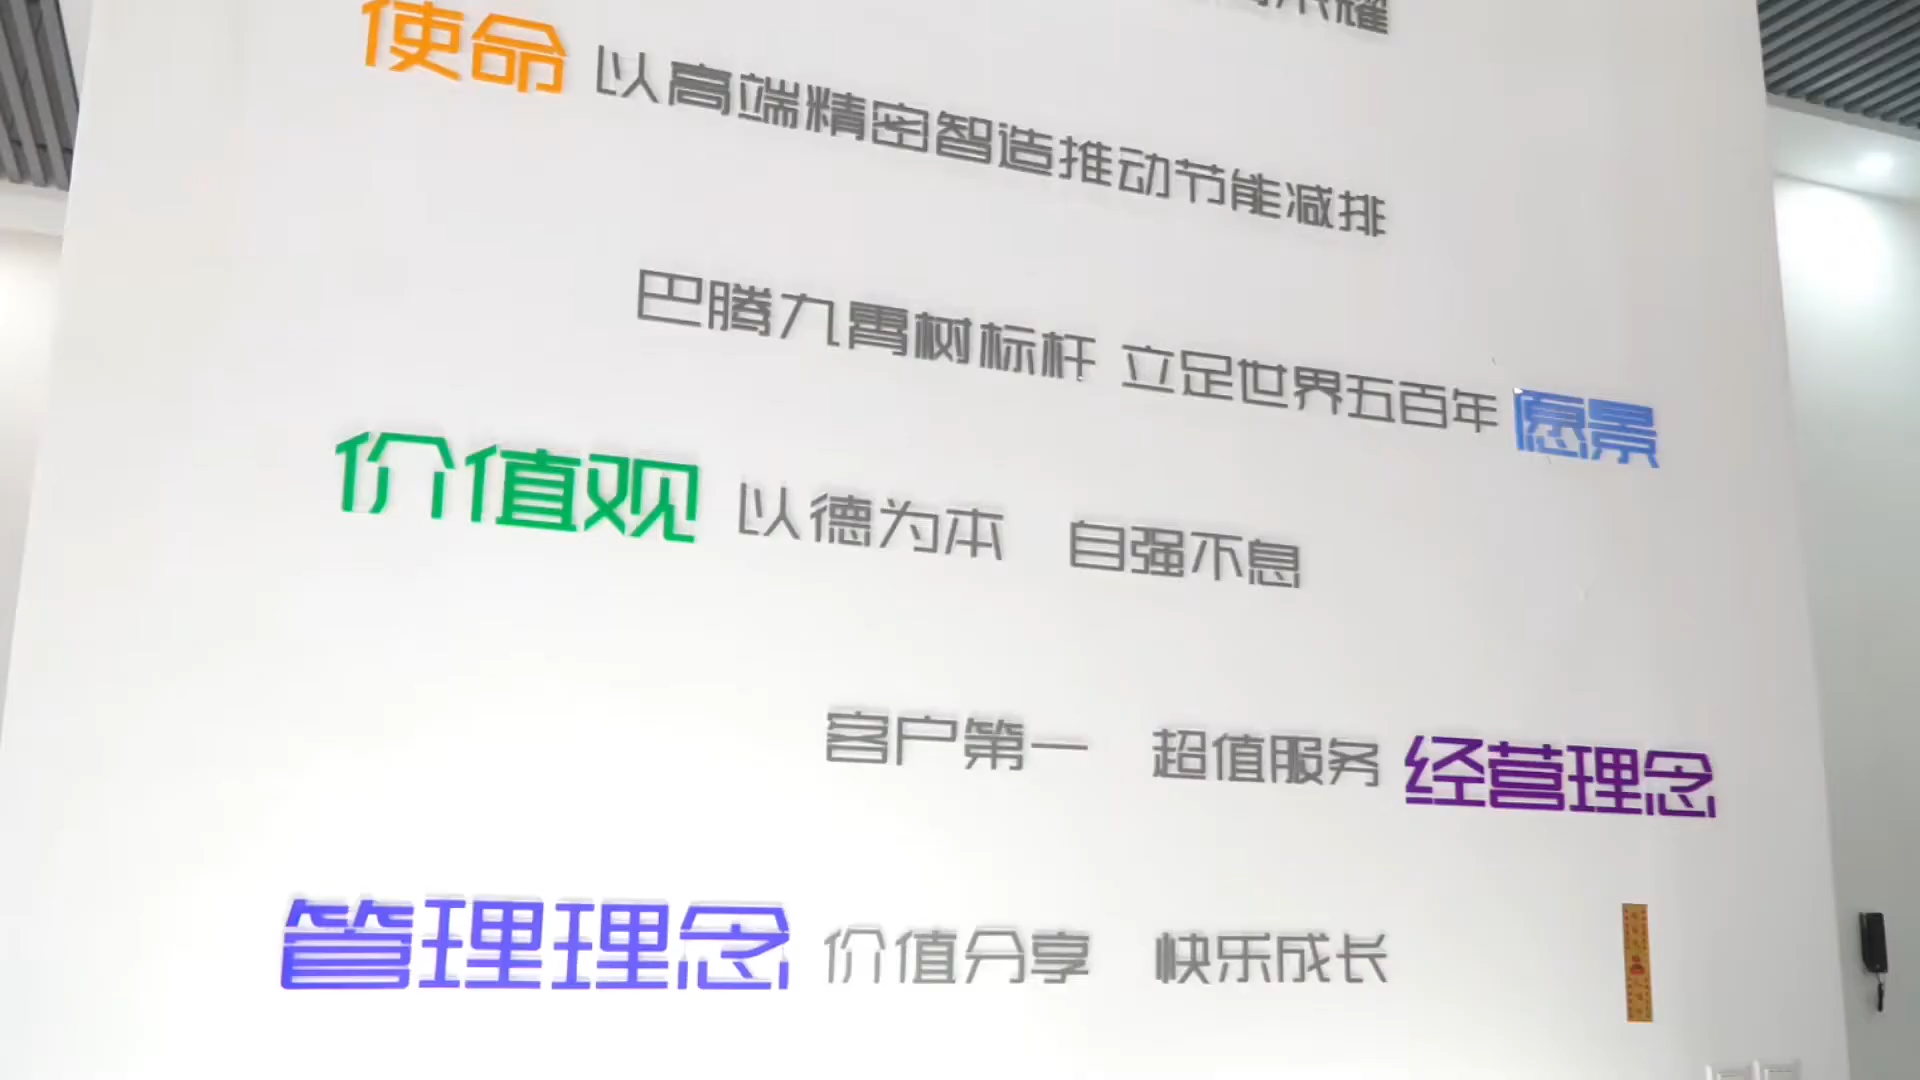 耀
使命 以高端精密智造推动节能减排
巴腾九霄树标杆 立足世界五百年 愿景
价值观 以德为本 自强不息
客户第一 超值服务 经营理念
管理理念 价值分享 快乐成长